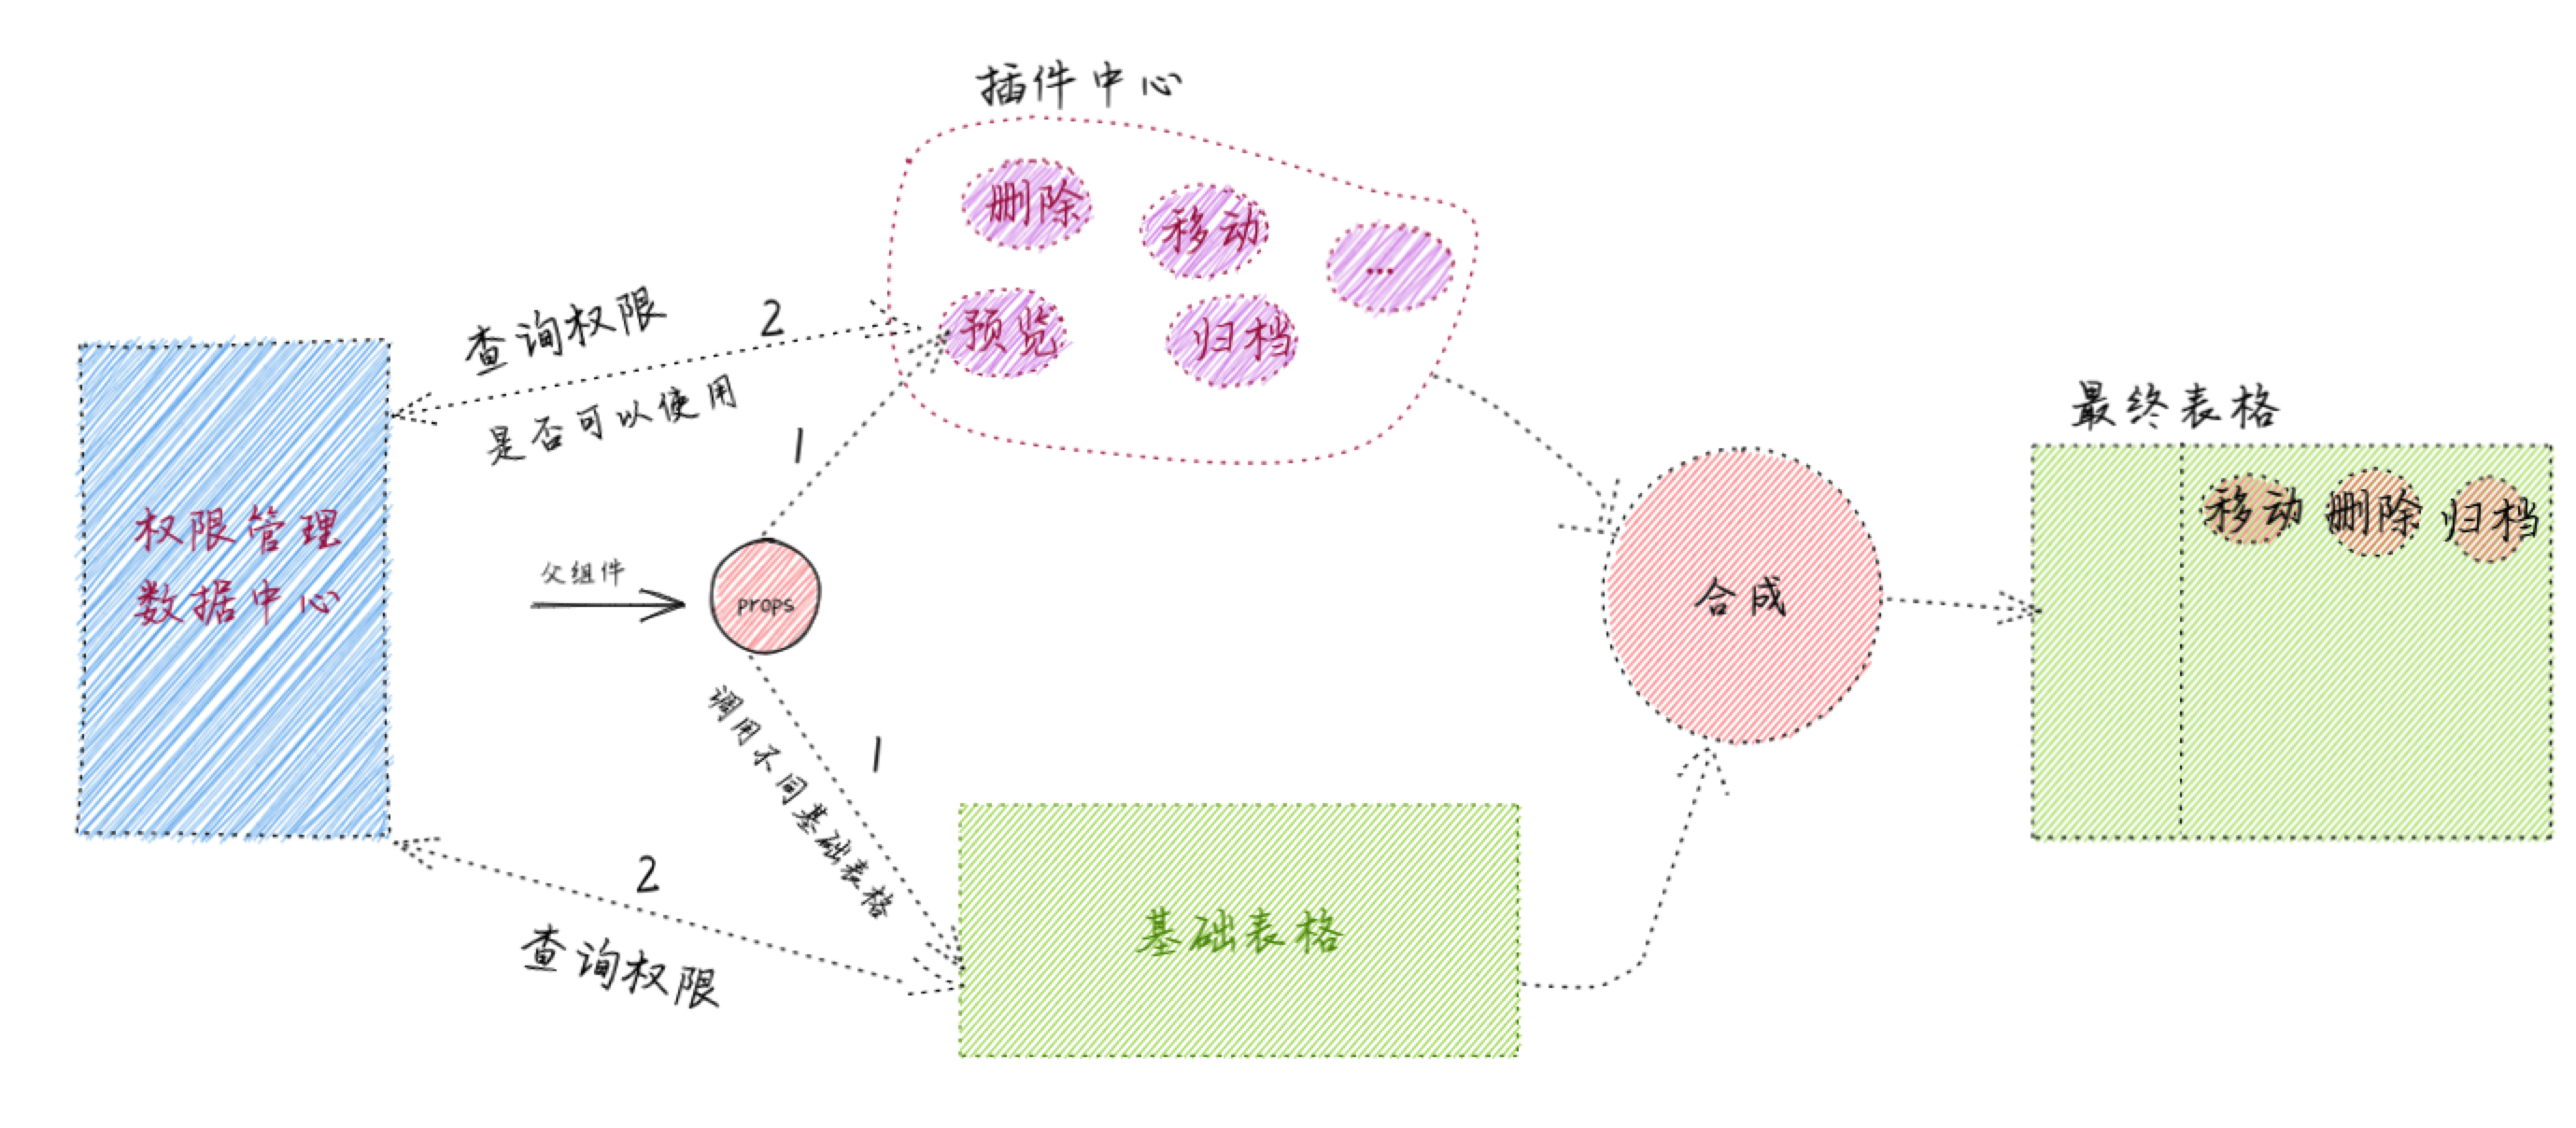 插件中心
删除
移动
...
预览
归档
查询权限
2
是否可以使用
1
权限管理
数据中心
父组件
props
调用不同基础表格
1
2
查询权限
基础表格
合成
最终表格
移动
删除
归档